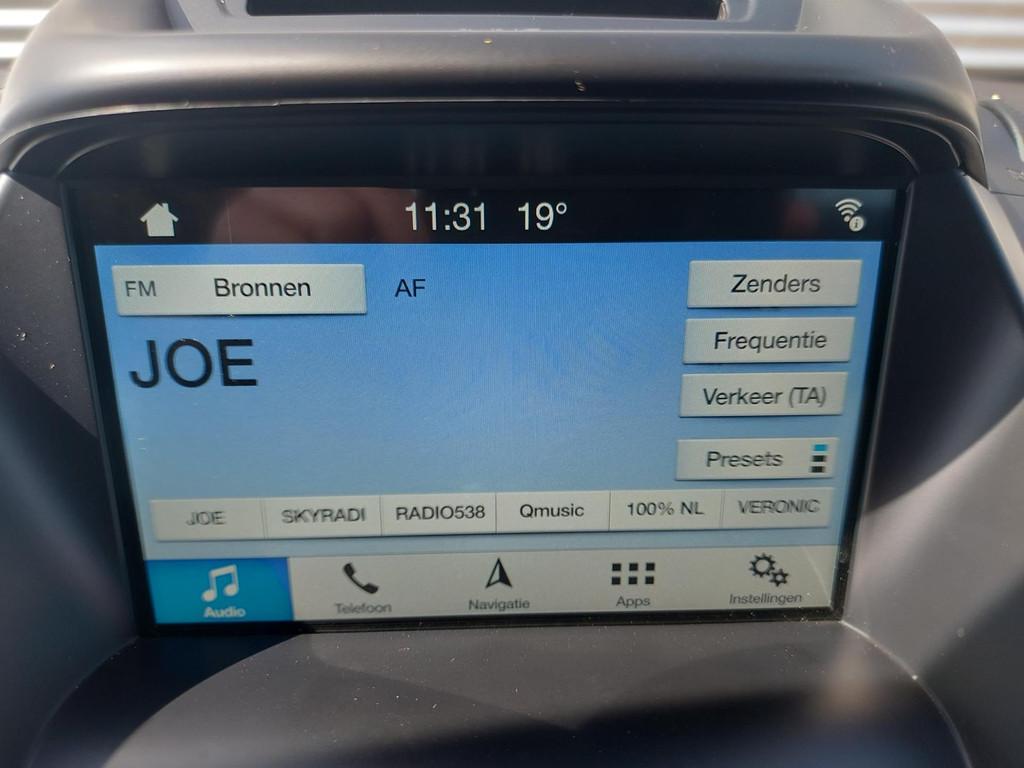 11:31 19°
FM Bronnen AF Zenders
JOE Frequentie
Verkeer (TA)
Presets
JOE SKYRADI RADIO538 Qmusic 100% NL VERONIC
Audio Telefoon Navigatie Apps Instellingen